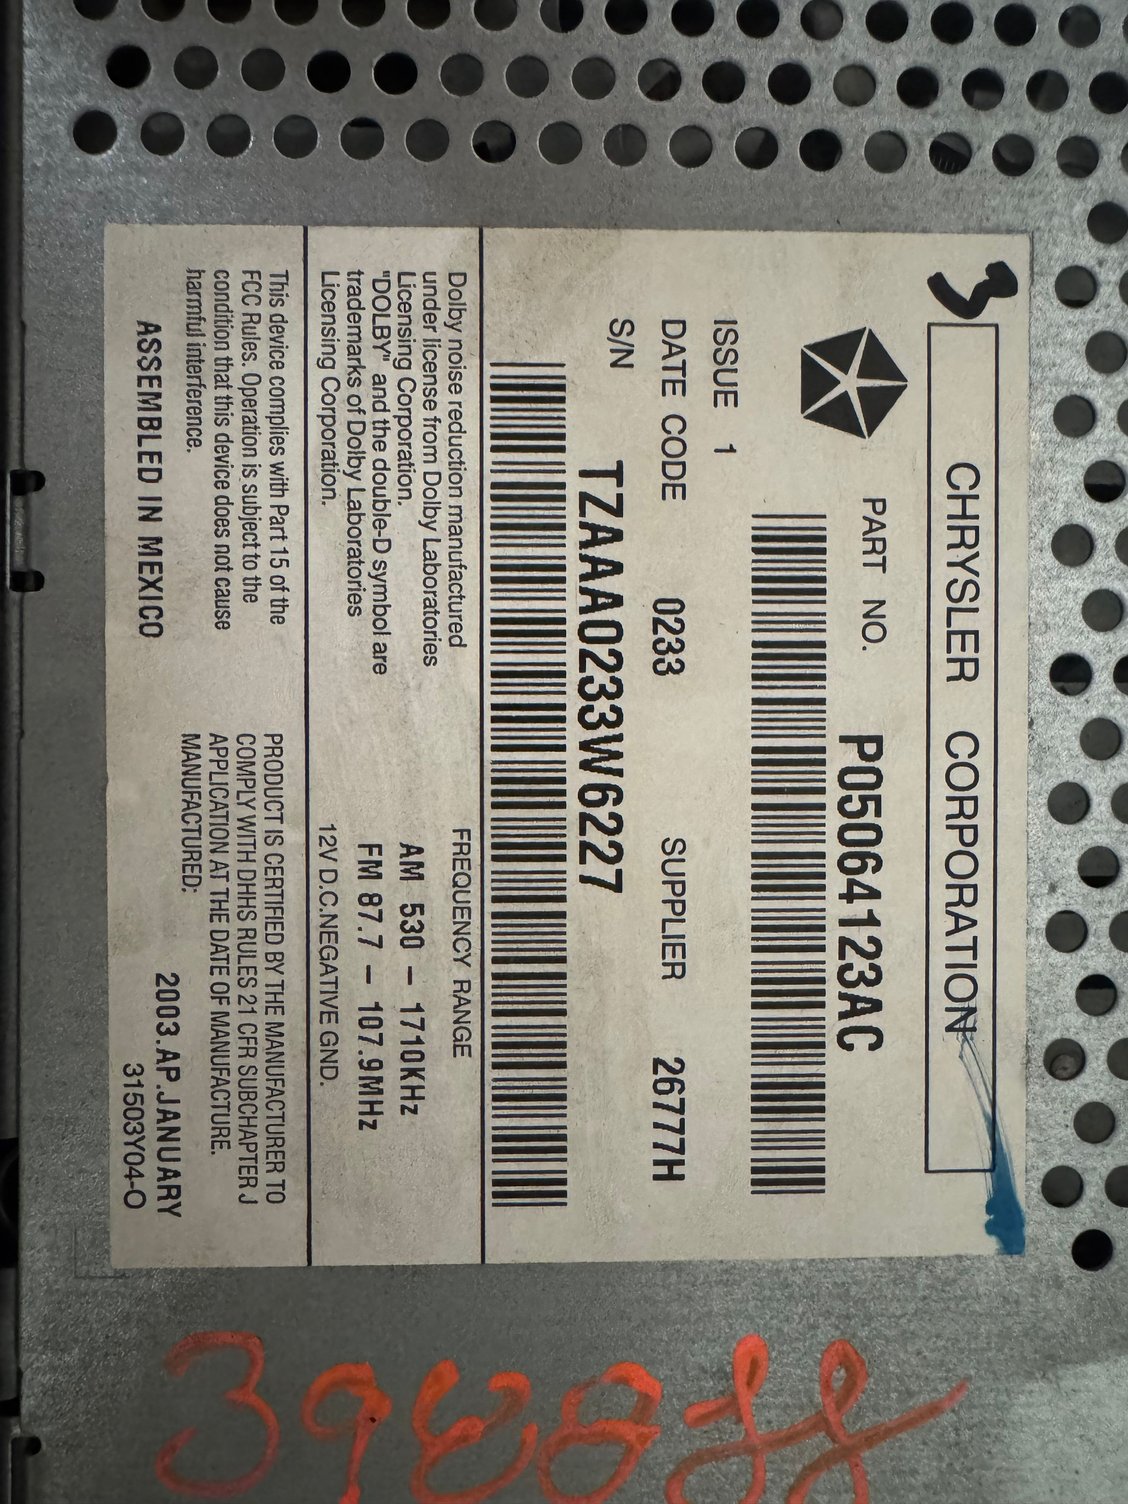 3
CHRYSLER CORPORATION
PART NO. P05064123AC
ISSUE 1
DATE CODE 0233 SUPPLIER 26777H
S/N TZAAA0233W6227
Dolby noise reduction manufactured
under license from Dolby Laboratories
Licensing Corporation.
"DOLBY" and the double-D symbol are
trademarks of Dolby Laboratories
Licensing Corporation.
FREQUENCY RANGE
AM 530 – 1710KHz
FM 87.7 – 107.9MHz
12V D.C.NEGATIVE GND.
This device complies with Part 15 of the
FCC Rules. Operation is subject to the
condition that this device does not cause
harmful interference.
ASSEMBLED IN MEXICO
PRODUCT IS CERTIFIED BY THE MANUFACTURER TO
COMPLY WITH DHHS RULES 21 CFR SUBCHAPTER J
APPLICATION AT THE DATE OF MANUFACTURE.
MANUFACTURED:
2003.AP.JANUARY
31503Y04-O